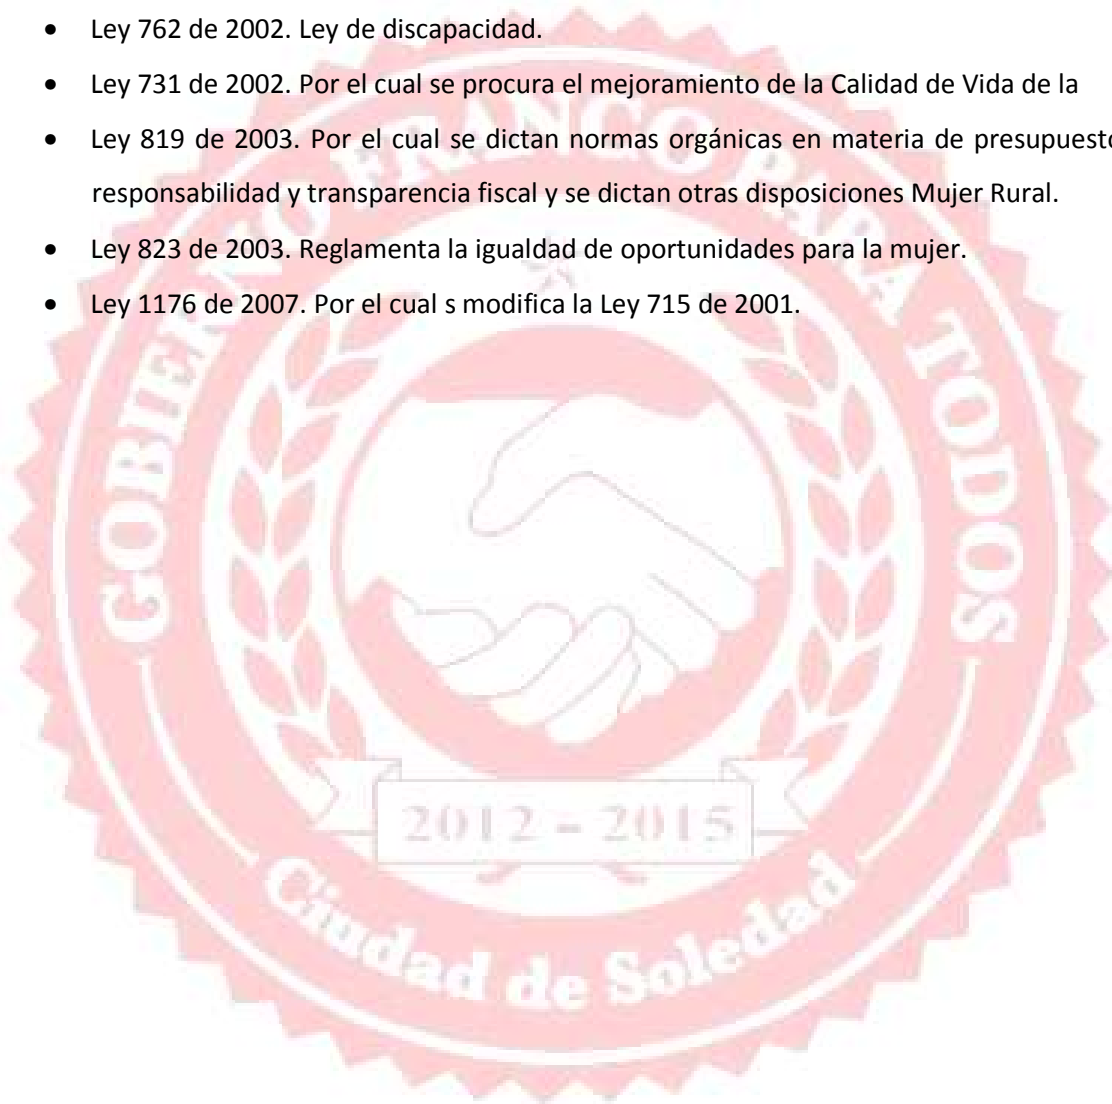 • Ley 762 de 2002. Ley de discapacidad.
• Ley 731 de 2002. Por el cual se procura el mejoramiento de la Calidad de Vida de la
• Ley 819 de 2003. Por el cual se dictan normas orgánicas en materia de presupuesto
responsabilidad y transparencia fiscal y se dictan otras disposiciones Mujer Rural.
• Ley 823 de 2003. Reglamenta la igualdad de oportunidades para la mujer.
• Ley 1176 de 2007. Por el cual s modifica la Ley 715 de 2001.
GOBIERNO FRANCO PARA TODOS
2012 - 2015
Ciudad de Soledad